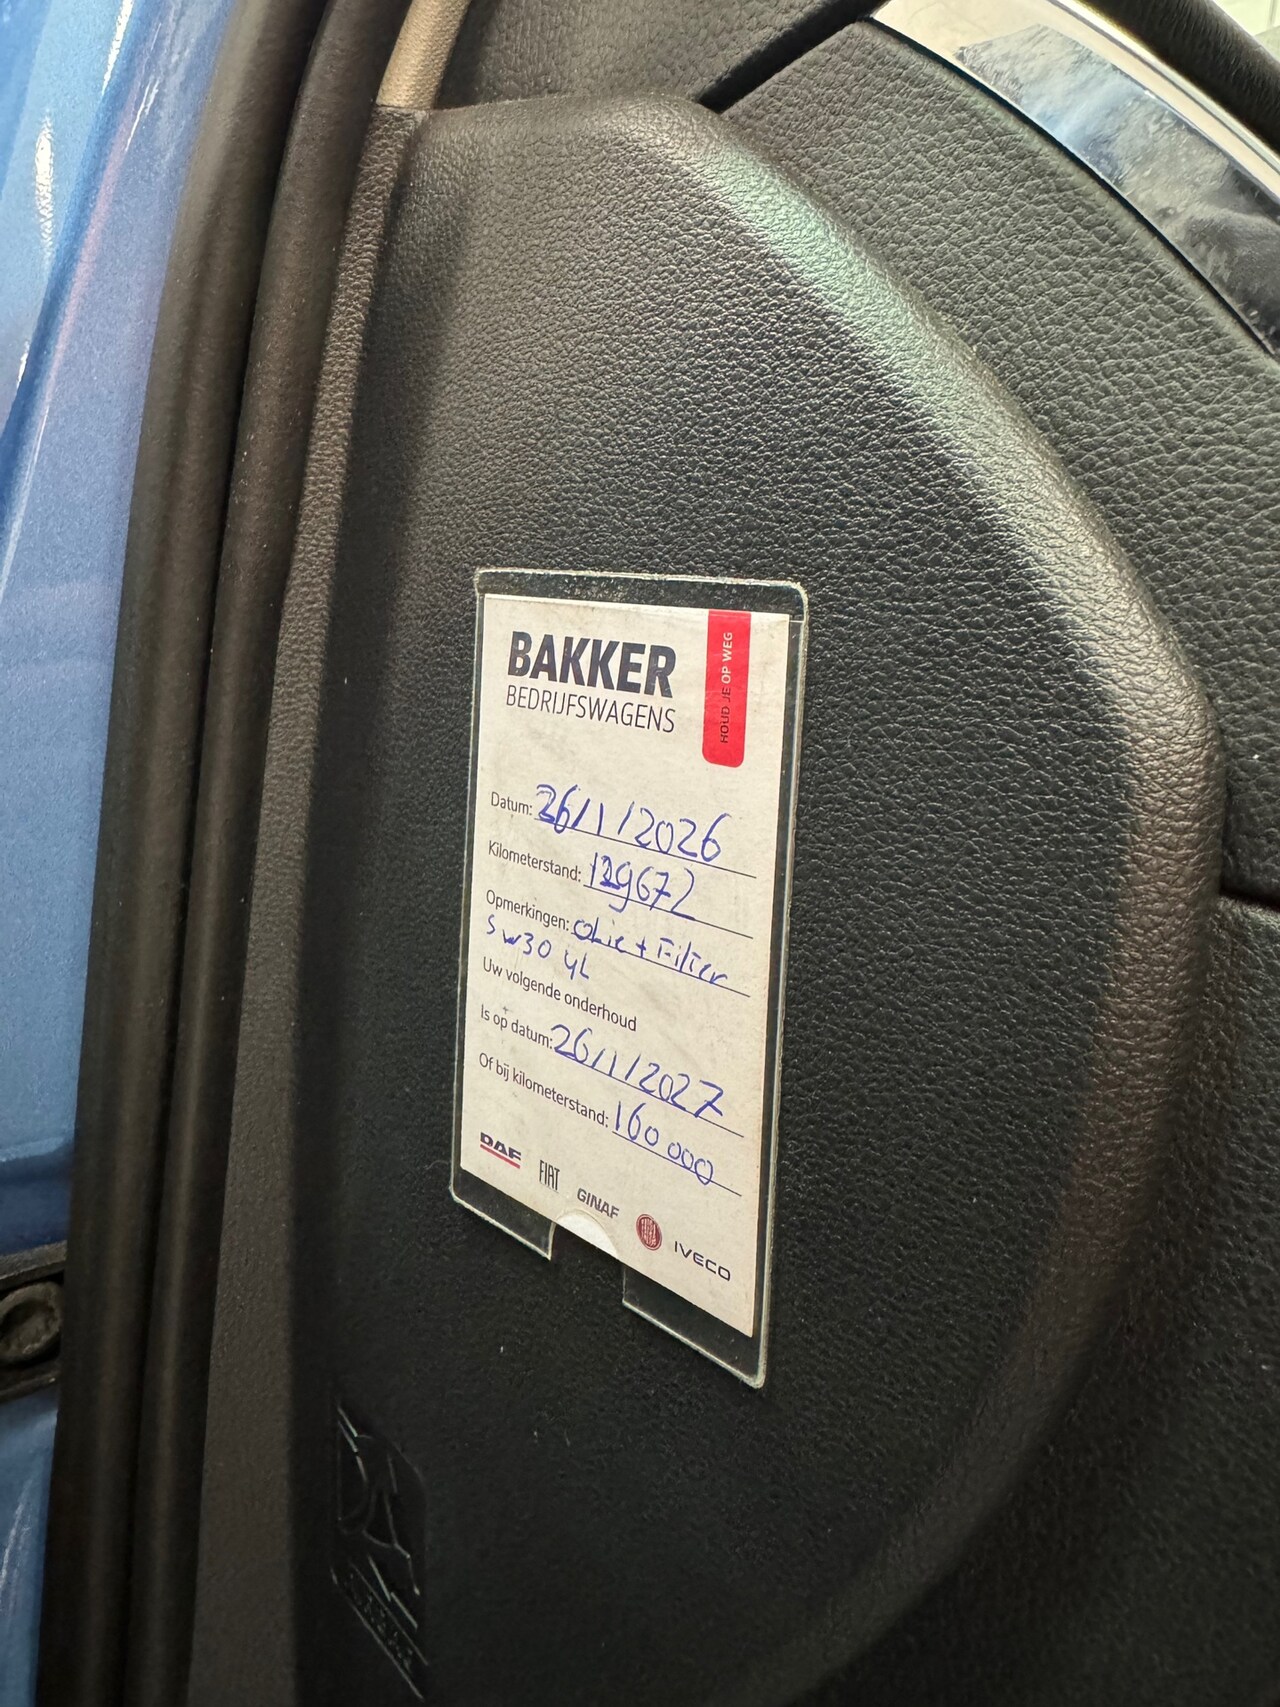 BAKKER
BEDRIJFSWAGENS
HOUD JE OP WEG
Datum: 26/1/2026
Kilometerstand: 129672
Opmerkingen: olie + Filter
5w30 4L
Uw volgende onderhoud
Is op datum: 26/1/2027
Of bij kilometerstand: 160 000
DAF FIAT GINAF IVECO